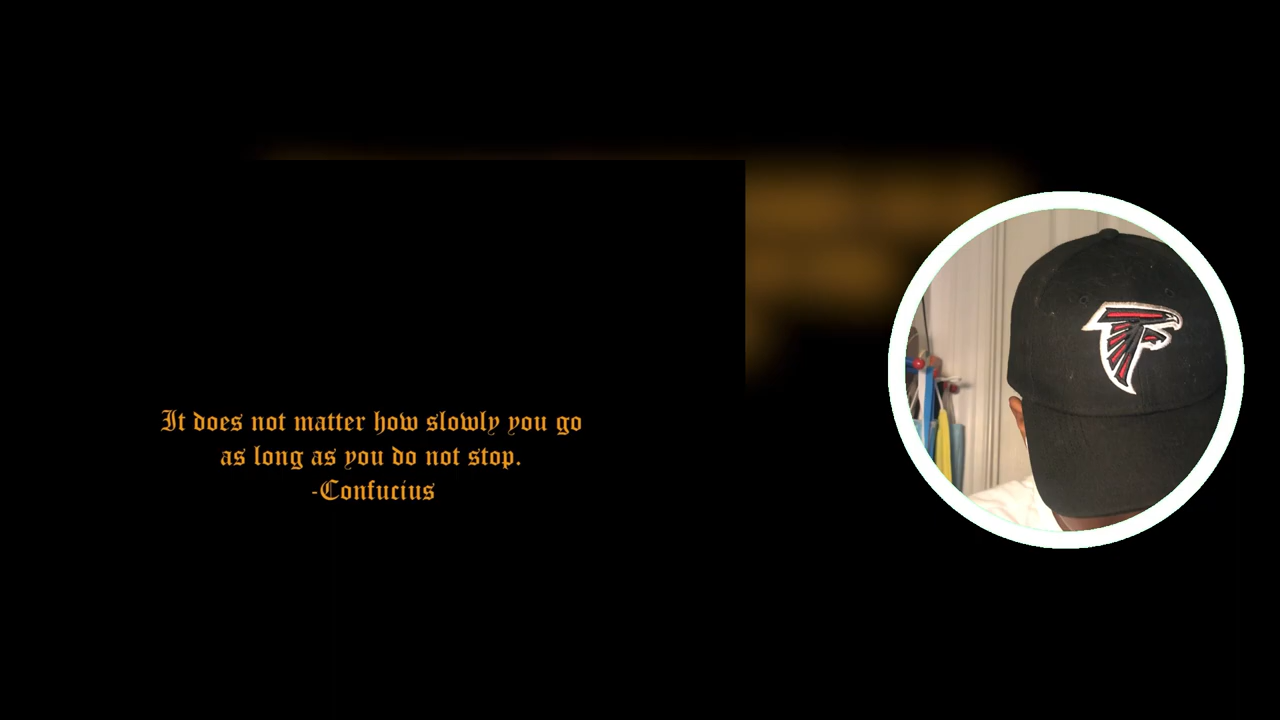 It does not matter how slowly you go
as long as you do not stop.
-Confucius